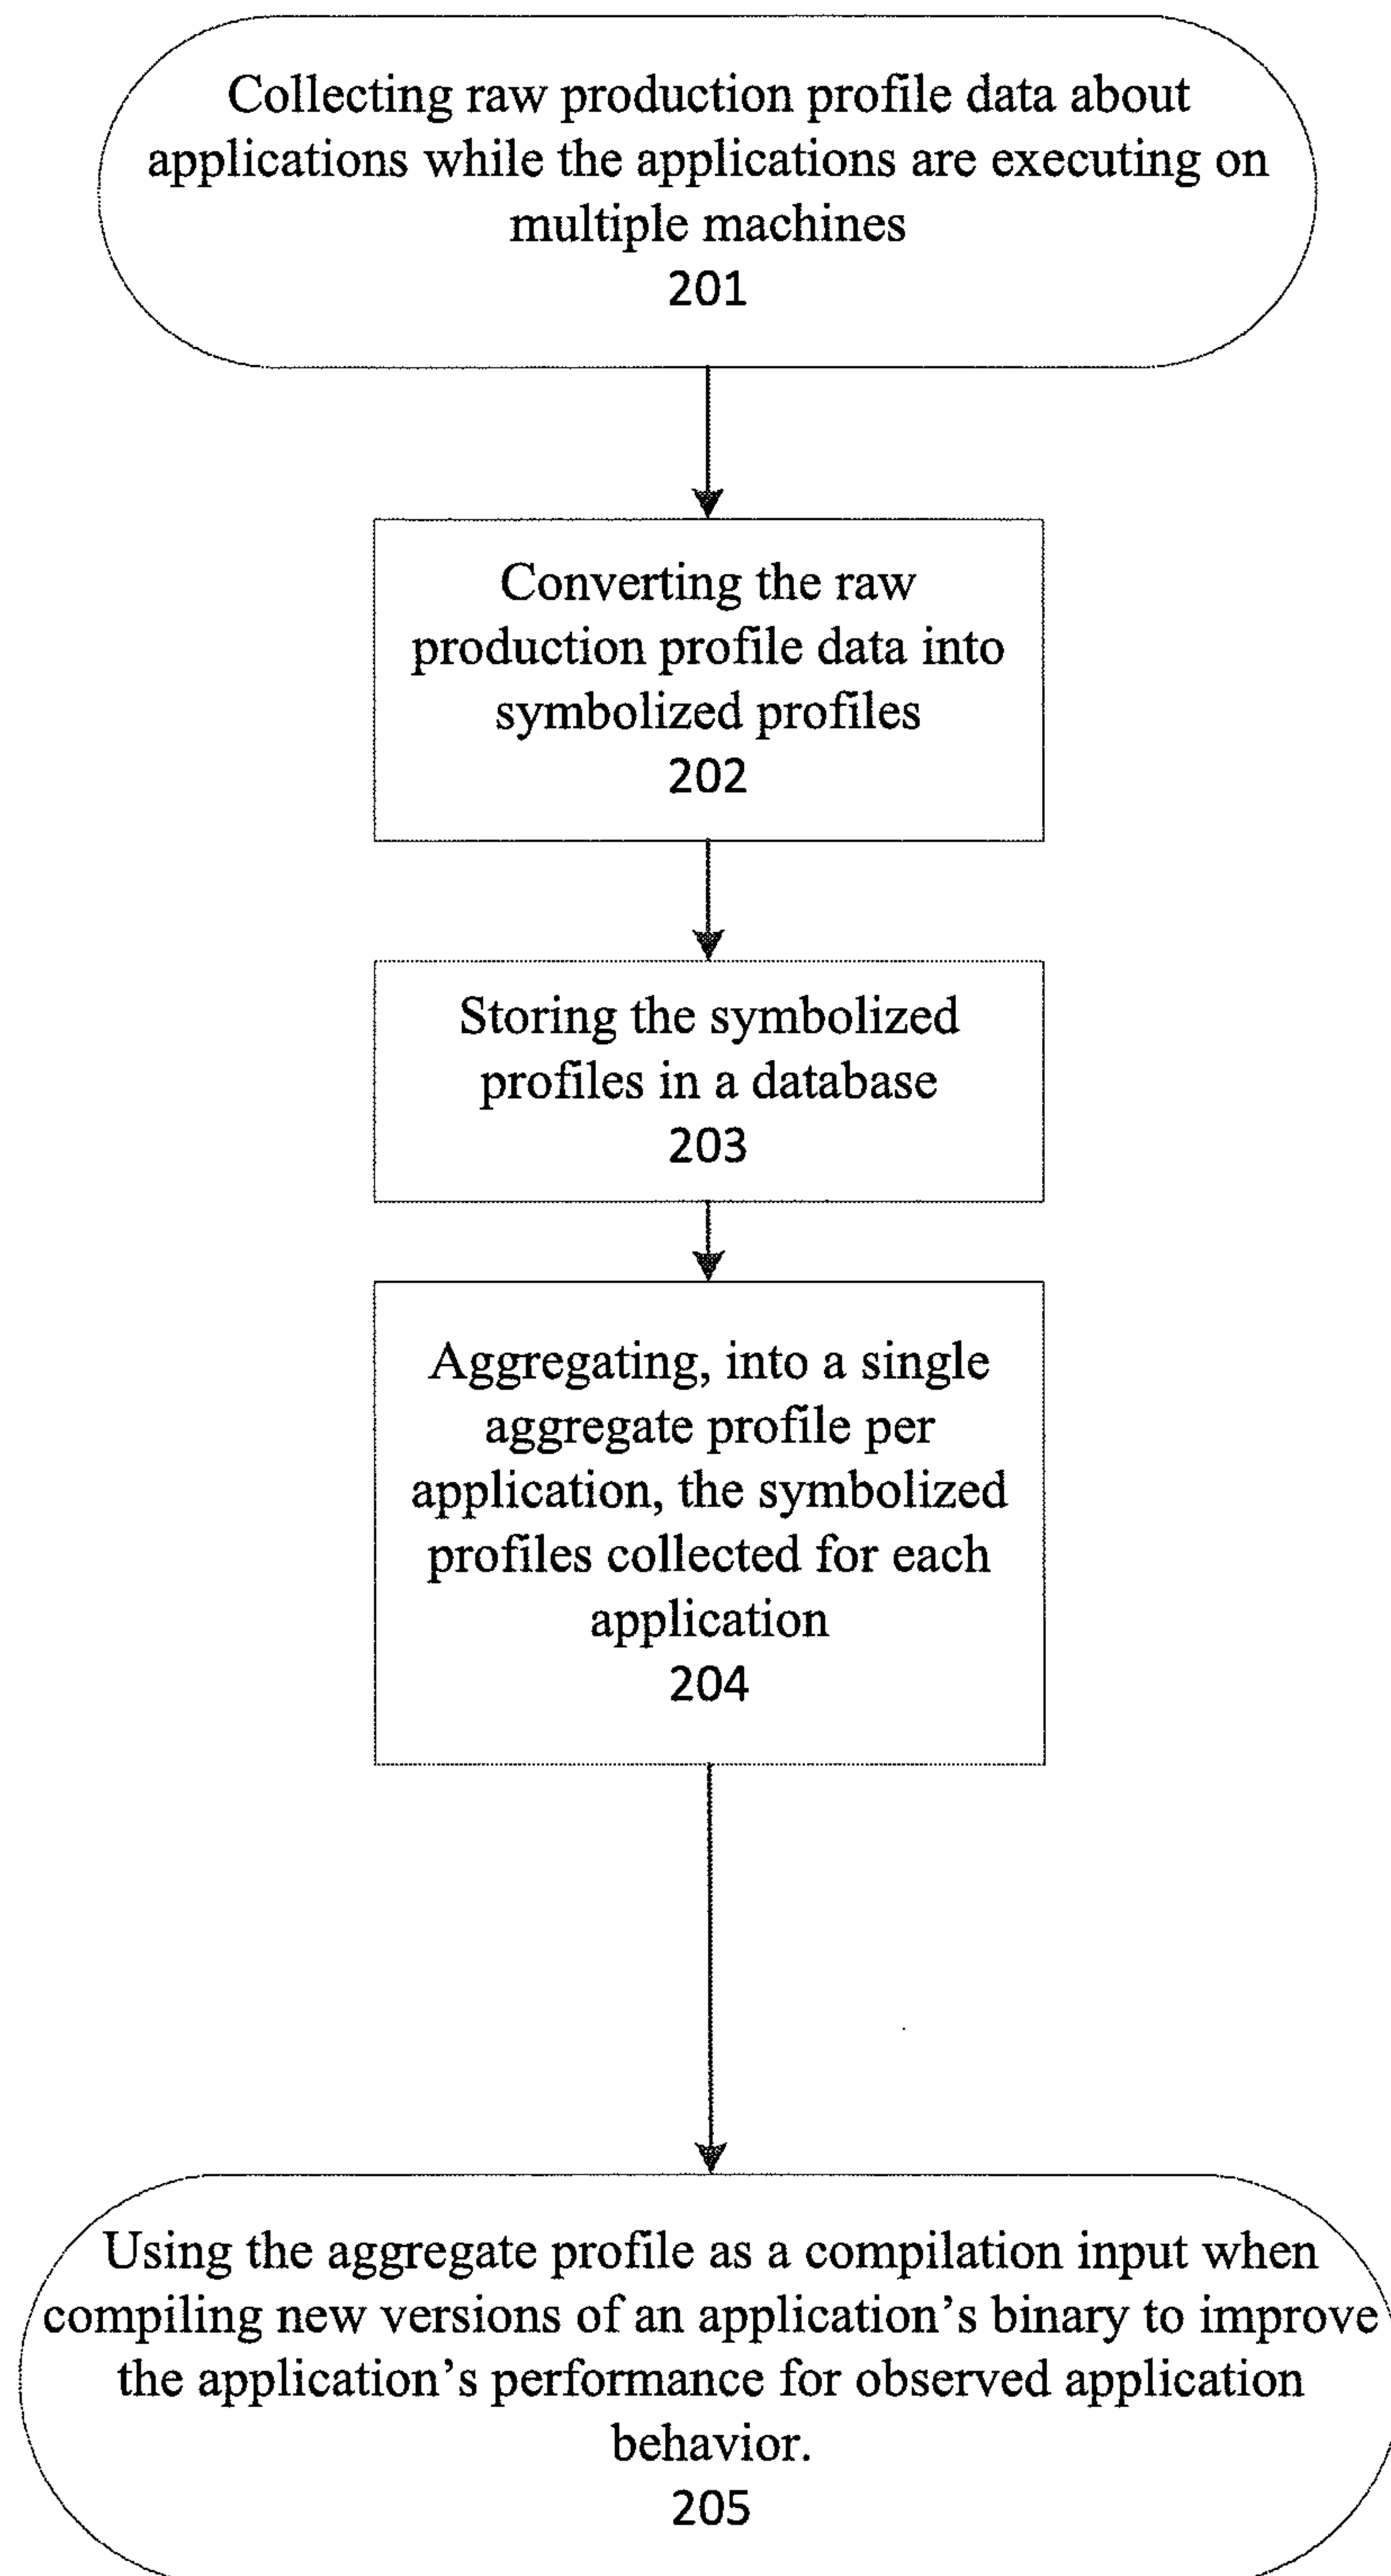 Collecting raw production profile data about
applications while the applications are executing on
multiple machines
201
Converting the raw
production profile data into
symbolized profiles
202
Storing the symbolized
profiles in a database
203
Aggregating, into a single
aggregate profile per
application, the symbolized
profiles collected for each
application
204
Using the aggregate profile as a compilation input when
compiling new versions of an application's binary to improve
the application's performance for observed application
behavior.
205